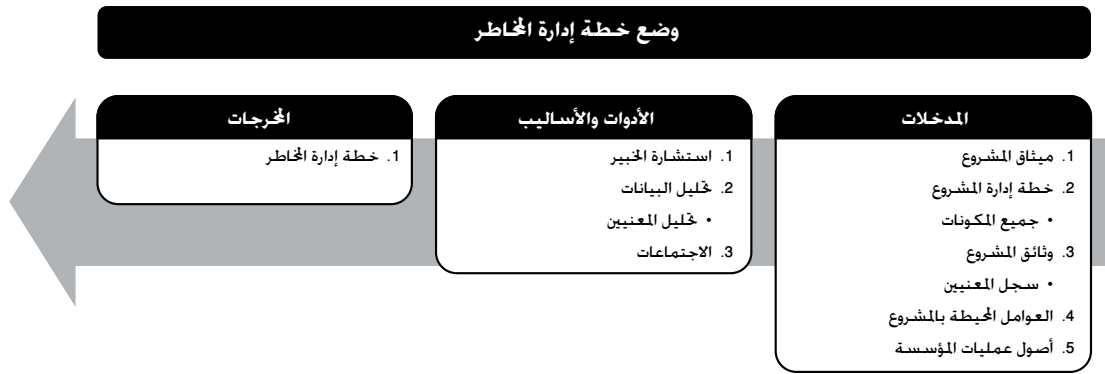 وضع خطة إدارة المخاطر
المدخلات
1. ميثاق المشروع
2. خطة إدارة المشروع
• جميع المكونات
3. وثائق المشروع
• سجل المعنيين
4. العوامل المحيطة بالمشروع
5. أصول عمليات المؤسسة
الأدوات والأساليب
1. استشارة الخبير
2. تحليل البيانات
• تحليل المعنيين
3. الاجتماعات
المخرجات
1. خطة إدارة المخاطر